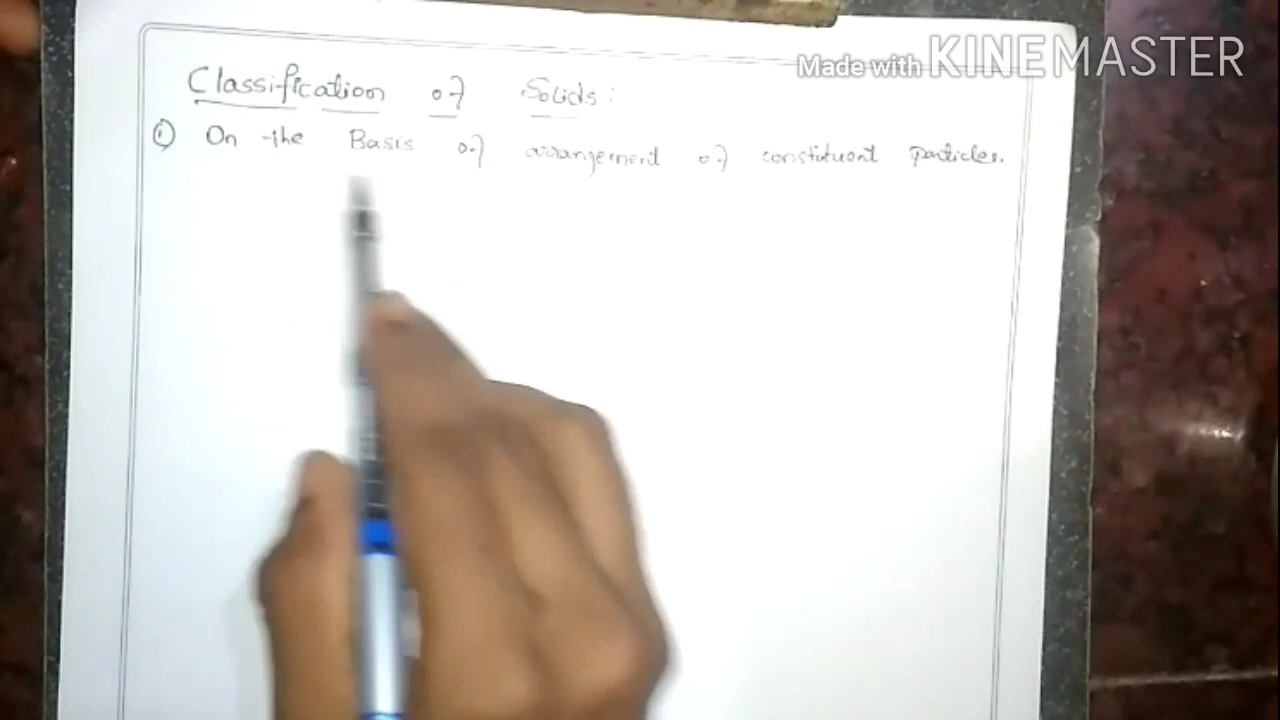 Made with KINEMASTER
Classification of Solids:
① On the Basis of arrangement of constituent particles.